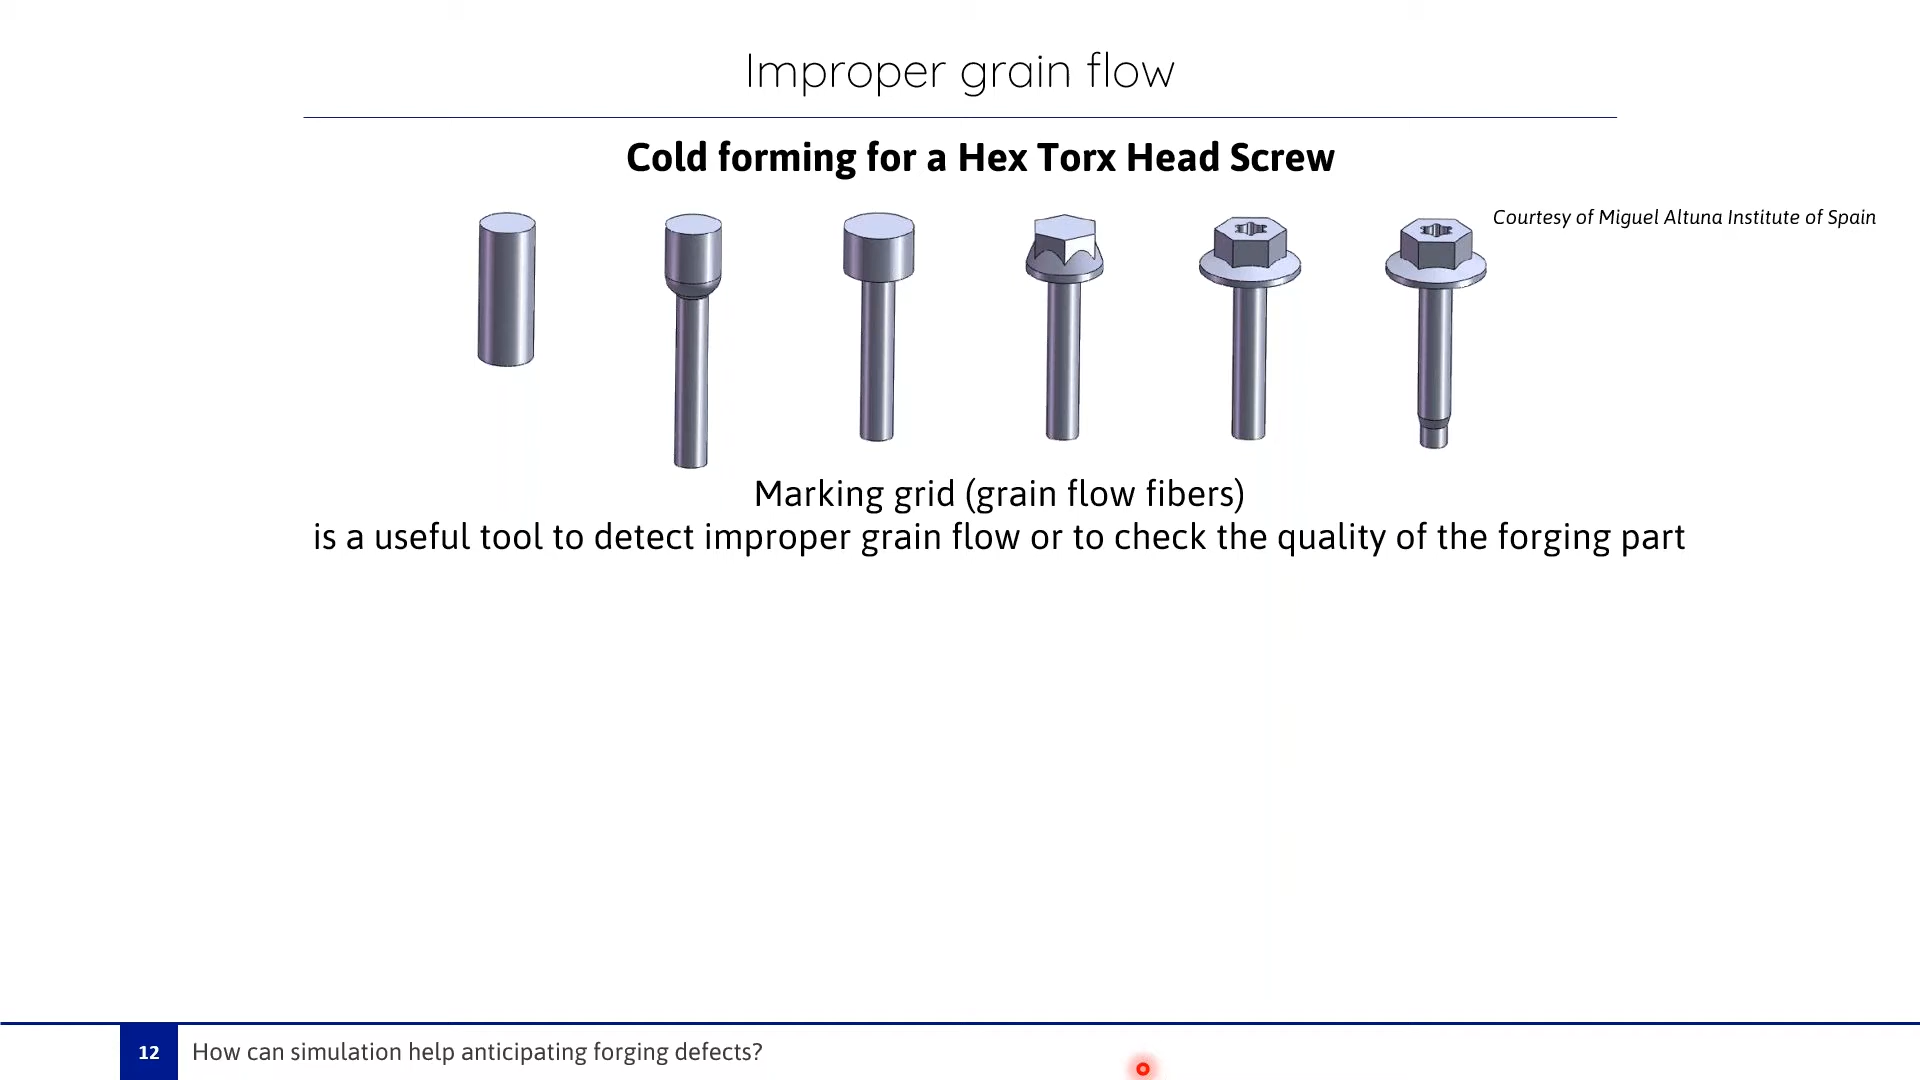 Improper grain flow
Cold forming for a Hex Torx Head Screw
Courtesy of Miguel Altuna Institute of Spain
Marking grid (grain flow fibers)
is a useful tool to detect improper grain flow or to check the quality of the forging part
12 How can simulation help anticipating forging defects?